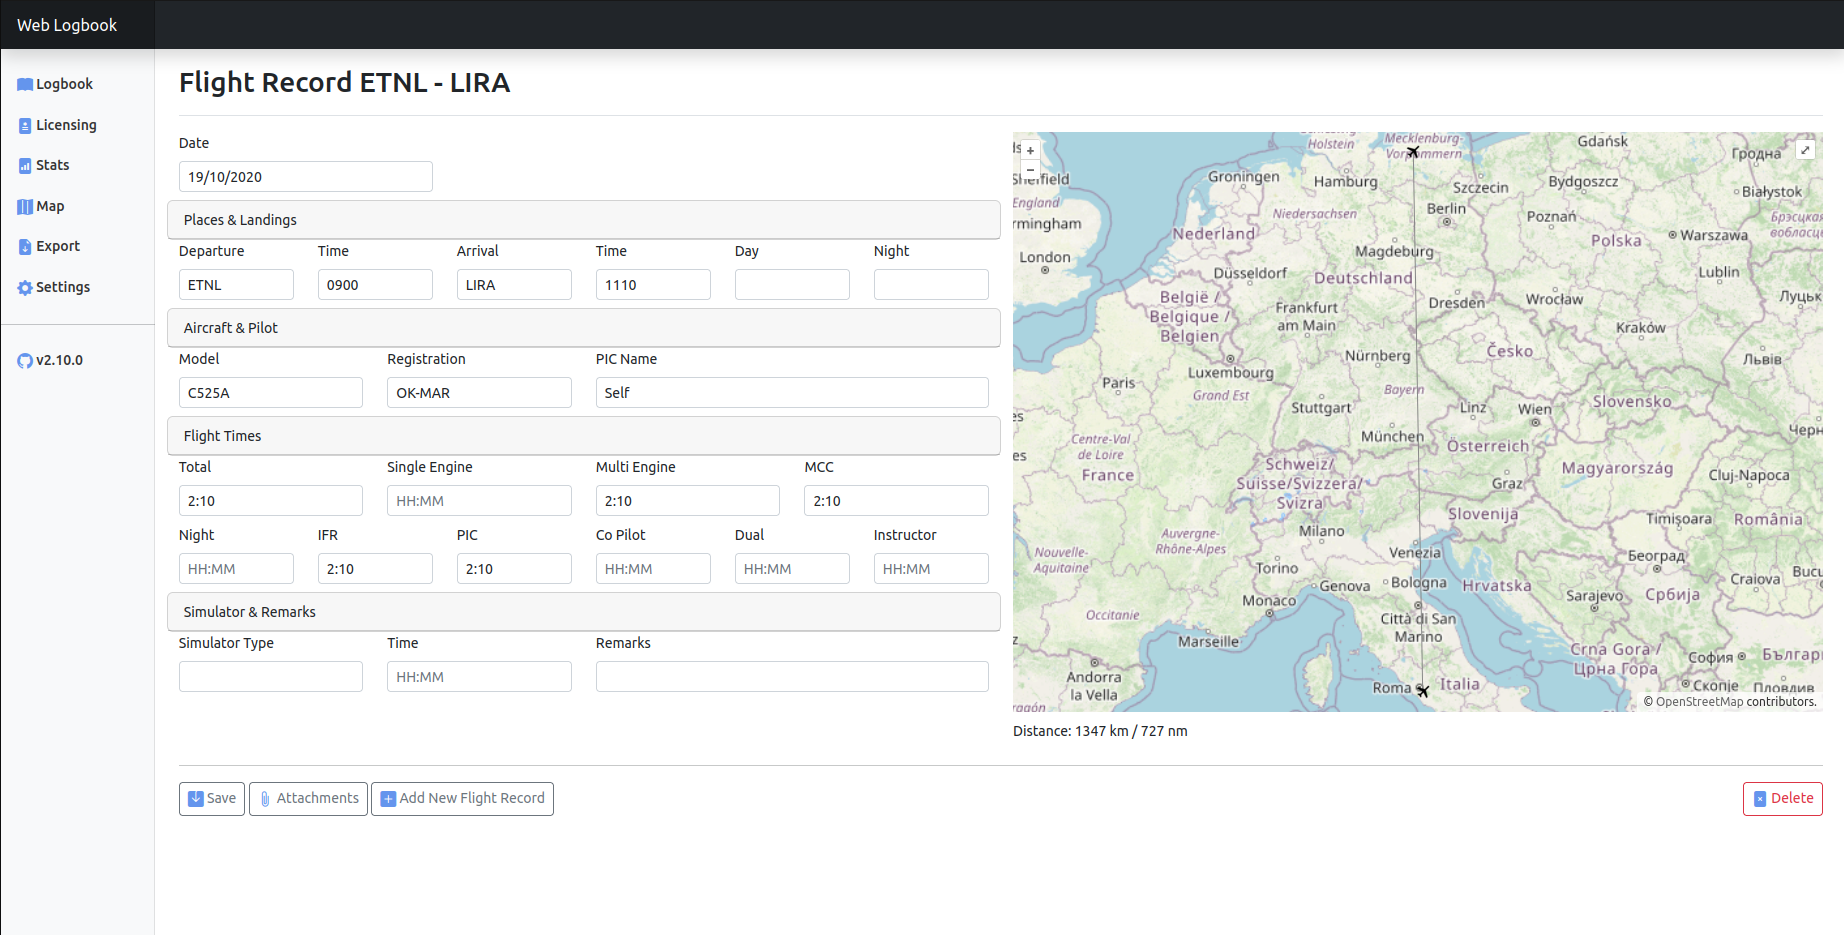 Web Logbook
Logbook
Licensing
Stats
Map
Export
Settings
v2.10.0
Flight Record ETNL - LIRA
Date
19/10/2020
Places & Landings
Departure Time Arrival Time Day Night
ETNL 0900 LIRA 1110
Aircraft & Pilot
Model Registration PIC Name
C525A OK-MAR Self
Flight Times
Total Single Engine Multi Engine MCC
2:10 HH:MM 2:10 2:10
Night IFR PIC Co Pilot Dual Instructor
HH:MM 2:10 2:10 HH:MM HH:MM HH:MM
Simulator & Remarks
Simulator Type Time Remarks
HH:MM
+
−
Holstein
Mecklenburg-
Vorpommern
Gdańsk
Гродна
Sheffield
Groningen
Hamburg
Szczecin
Bydgoszcz
Białystok
England
rmingham
Niedersachsen
Berlin
Poznań
Брэсцкая
вобласць
Nederland
Polska
Warszawa
London
Magdeburg
Düsseldorf
Deutschland
Lublin
België /
Belgique /
Belgien
Frankfurt
am Main
Dresden
Wrocław
Луцьк
Kraków
Nürnberg
Česko
Львів
Luxembourg
Paris
Grand Est
Bayern
Slovensko
Stuttgart
Linz
Wien
es
München
Черн
Centre-Val
de Loire
Österreich
es
France
Schweiz/
Suisse/Svizzera/
Svizra
Magyarország
Cluj-Napoca
Graz
Slovenija
Timișoara
România
Milano
Auvergne-
Rhône-Alpes
Nouvelle-
Aquitaine
Venezia
Београд
Torino
Genova
Bologna
Hrvatska
Craiova
Bucu
Monaco
Sarajevo
Србија
Occitanie
Città di San
Marino
Marseille
Crna Gora /
Црна Гора
София
Българи
Andorra
la Vella
Roma
Italia
Скопје
Пловдив
ragón
© OpenStreetMap contributors.
Distance: 1347 km / 727 nm
Save Attachments Add New Flight Record Delete